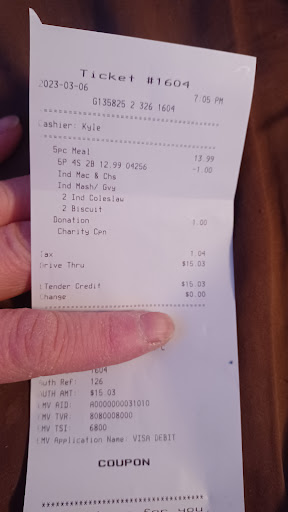 Ticket #1604
2023-03-06 7:05 PM
G135825 2 326 1604
Cashier: Kyle
5pc Meal 13.99
5P 4S 2B 12.99 04256 -1.00
Ind Mac & Chs
Ind Mash/ Gvy
2 Ind Coleslaw
2 Biscuit
Donation 1.00
Charity Cpn
Tax 1.04
Drive Thru $15.03
ETender Credit $15.03
Change $0.00
1604
Auth Ref: 126
AUTH AMT: $15.03
EMV AID: A0000000031010
EMV TVR: 8080008000
EMV TSI: 6800
EMV Application Name: VISA DEBIT
COUPON
for you